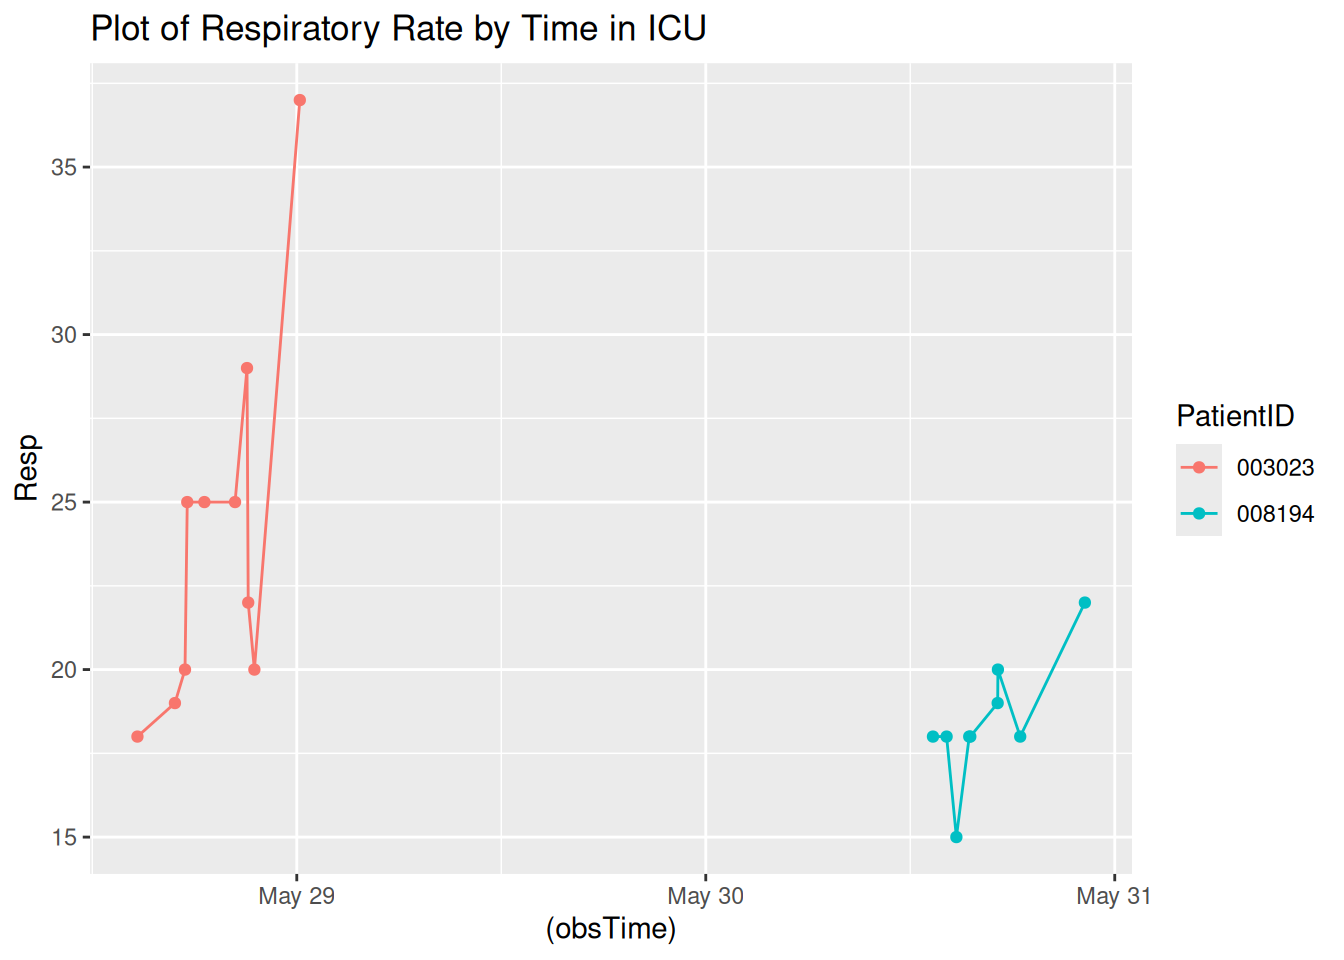 Plot of Respiratory Rate by Time in ICU
35
30
25
20
15
Resp
May 29
May 30
May 31
(obsTime)
PatientID
003023
008194